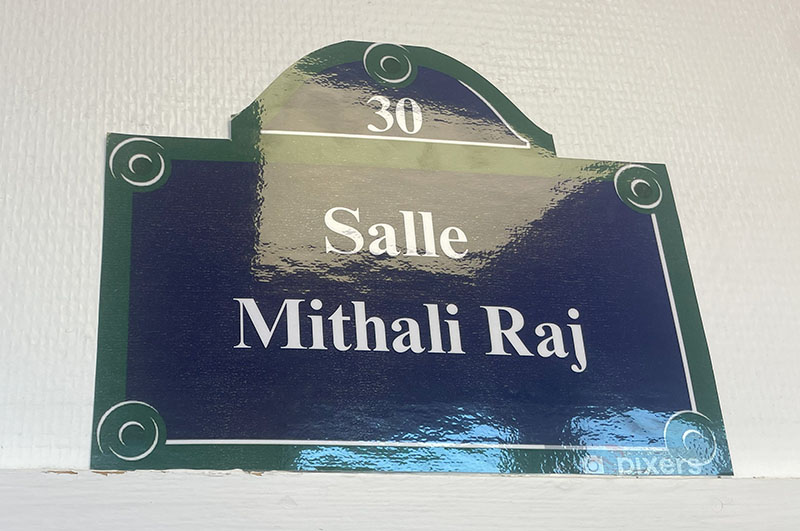 30
Salle
Mithali Raj
pixers